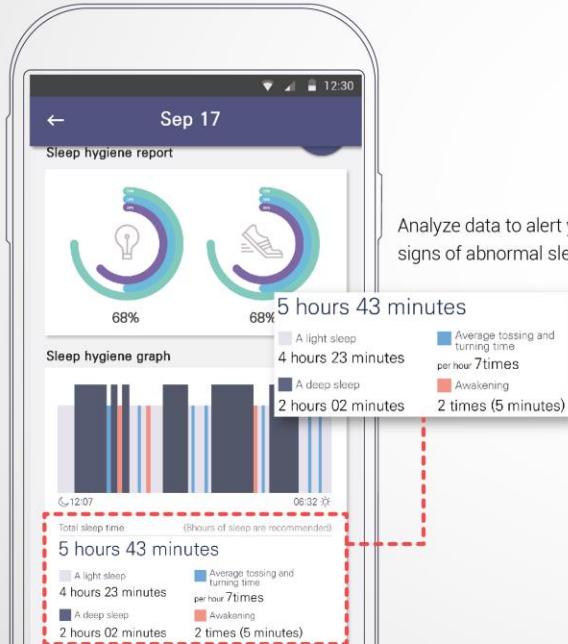 12:30
Sep 17
Sleep hygiene report
68%
68%
Analyze data to alert
signs of abnormal
Sleep hygiene graph
12:07
06:32
5 hours 43 minutes
A light sleep
4 hours 23 minutes
Average tossing and
turning time
per hour 7times
A deep sleep
2 hours 02 minutes
Awakening
2 times (5 minutes)
Total sleep time
(8hours of sleep are recommended)
5 hours 43 minutes
A light sleep
4 hours 23 minutes
Average tossing and
turning time
per hour 7times
A deep sleep
2 hours 02 minutes
Awakening
2 times (5 minutes)